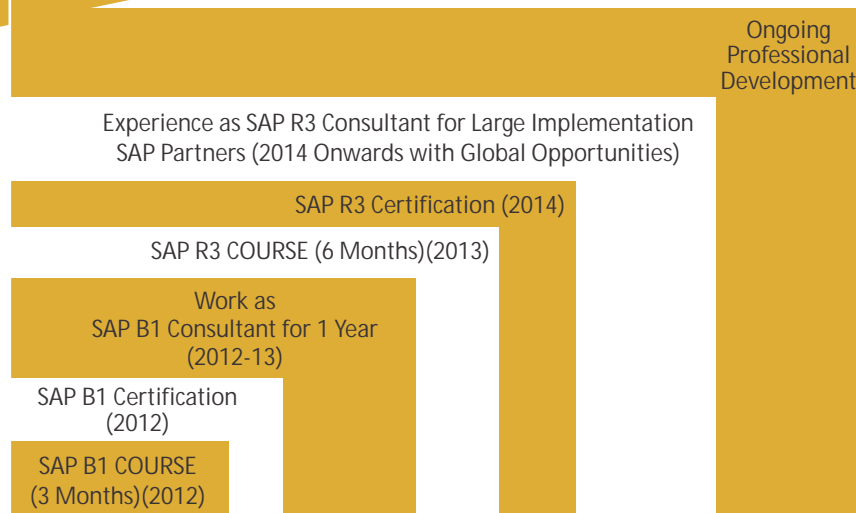 Ongoing
Professional
Development
Experience as SAP R3 Consultant for Large Implementation
SAP Partners (2014 Onwards with Global Opportunities)
SAP R3 Certification (2014)
SAP R3 COURSE (6 Months)(2013)
Work as
SAP B1 Consultant for 1 Year
(2012-13)
SAP B1 Certification
(2012)
SAP B1 COURSE
(3 Months)(2012)